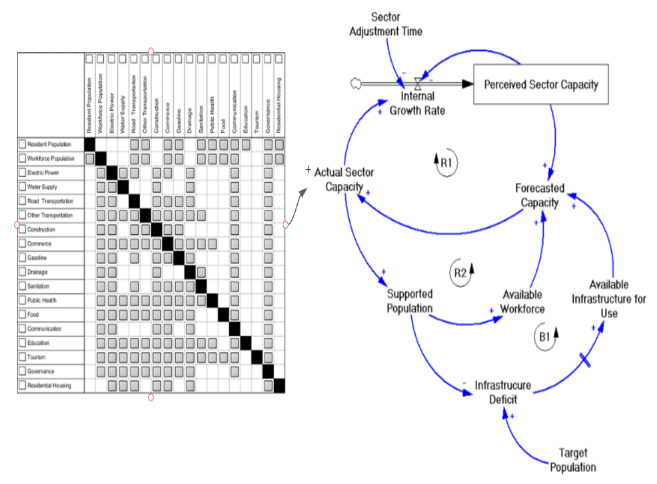 Resident Population
Workforce Population
Electric Power
Water Supply
Road Transportation
Other Transportation
Construction
Commerce
Gasoline
Drainage
Sanitation
Public Health
Food
Communication
Education
Tourism
Governance
Residential Housing
Resident Population
Workforce Population
Electric Power
Water Supply
Road Transportation
Other Transportation
Construction
Commerce
Gasoline
Drainage
Sanitation
Public Health
Food
Communication
Education
Tourism
Governance
Residential Housing
Sector
Adjustment Time
Perceived Sector Capacity
-
-
Internal
Growth Rate
+
R1
+
+ Actual Sector
Capacity
+
Forecasted
Capacity
+
+
R2
+
Supported
Population
+
Available
Workforce
Available
Infrastructure for
Use
+
B1
-
Infrastrucure
Deficit
+
Target
Population